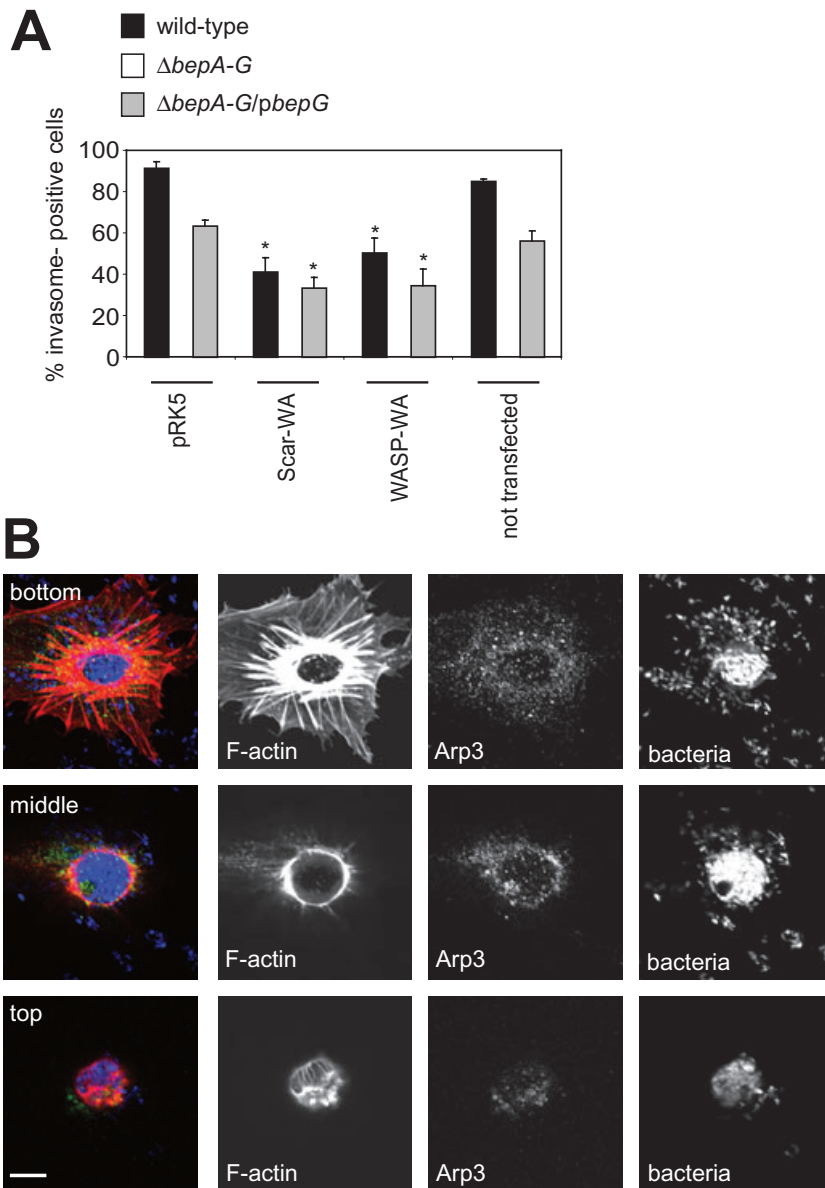 A
wild-type
ΔbepA-G
ΔbepA-G/pbepG
% invasome- positive cells
100
80
60
40
20
0
* * * *
pRK5
Scar-WA
WASP-WA
not transfected
B
bottom
F-actin
Arp3
bacteria
middle
F-actin
Arp3
bacteria
top
F-actin
Arp3
bacteria